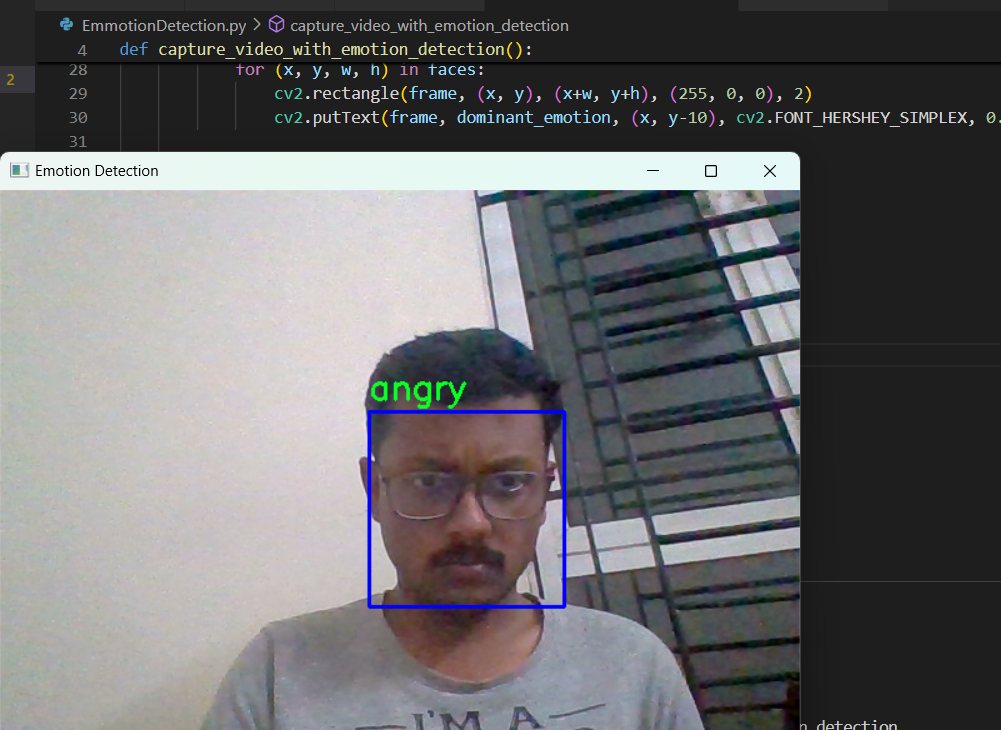 EmmotionDetection.py > capture_video_with_emotion_detection
4 def capture_video_with_emotion_detection():
28 for (x, y, w, h) in faces:
2
29 cv2.rectangle(frame, (x, y), (x+w, y+h), (255, 0, 0), 2)
30 cv2.putText(frame, dominant_emotion, (x, y-10), cv2.FONT_HERSHEY_SIMPLEX, 0.
31
Emotion Detection
angry
I'M A
n detection